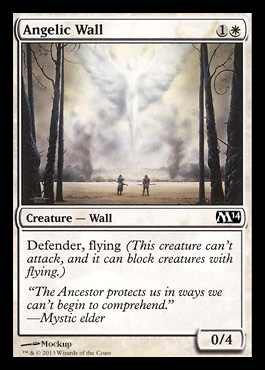 Angelic Wall 1
Creature — Wall M14
Defender, flying (This creature can't
attack, and it can block creatures with
flying.)
"The Ancestor protects us in ways we
can't begin to comprehend."
—Mystic elder
Mockup
™ & © 2013 Wizards of the Coast 0/4